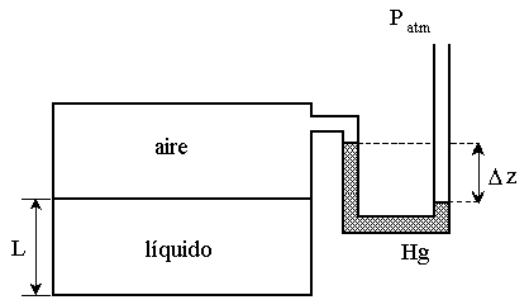 P atm
aire
Δ z
L
líquido
Hg